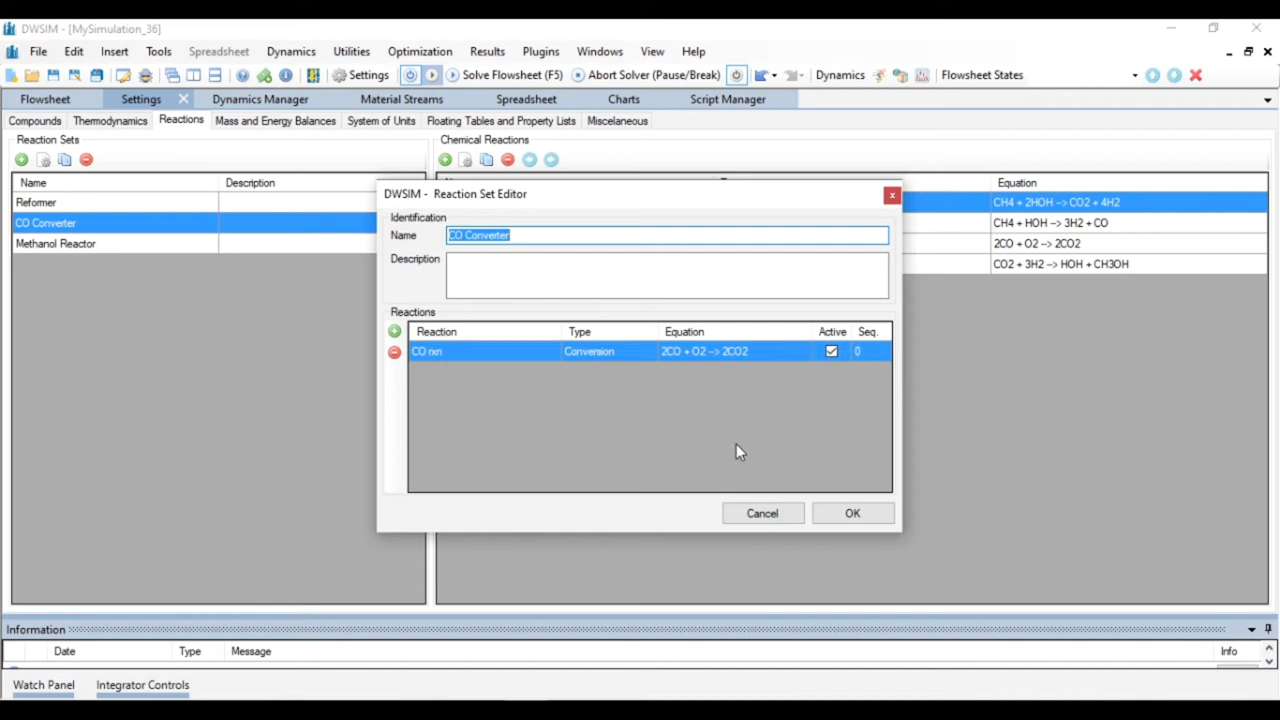 DWSIM - [MySimulation_36]
File Edit Insert Tools Spreadsheet Dynamics Utilities Optimization Results Plugins Windows View Help
Settings Solve Flowsheet (F5) Abort Solver (Pause/Break) Dynamics Flowsheet States
Flowsheet Settings Dynamics Manager Material Streams Spreadsheet Charts Script Manager
Compounds Thermodynamics Reactions Mass and Energy Balances System of Units Floating Tables and Property Lists Miscellaneous
Reaction Sets Chemical Reactions
Name Description Equation
Reformer CH4 + 2HOH --> CO2 + 4H2
CO Converter CH4 + HOH --> 3H2 + CO
Methanol Reactor 2CO + O2 --> 2CO2
CO2 + 3H2 --> HOH + CH3OH
DWSIM - Reaction Set Editor
Identification
Name CO Converter
Description
Reactions
Reaction Type Equation Active Seq.
CO rxn Conversion 2CO + O2 --> 2CO2 0
Cancel OK
Information
Date Type Message Info
Watch Panel Integrator Controls